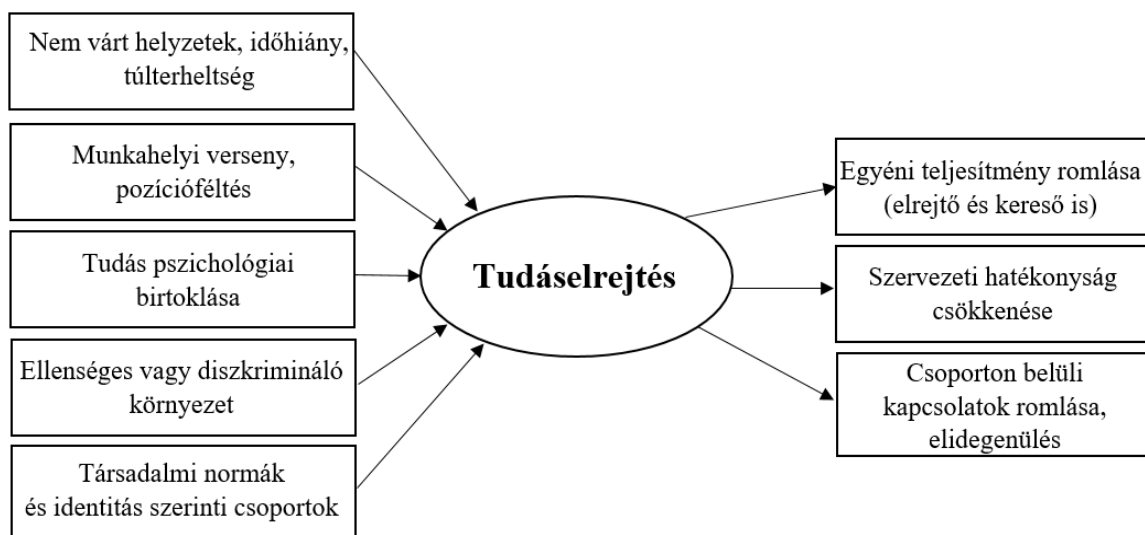 Nem várt helyzetek, időhiány,
túlterheltség
Munkahelyi verseny,
pozícióféltés
Tudás pszichológiai
birtoklása
Ellenséges vagy diszkrimináló
környezet
Társadalmi normák
és identitás szerinti csoportok
Tudáselrejtés
Egyéni teljesítmény romlása
(elrejtő és kereső is)
Szervezeti hatékonyság
csökkenése
Csoporton belüli
kapcsolatok romlása,
elidegenülés